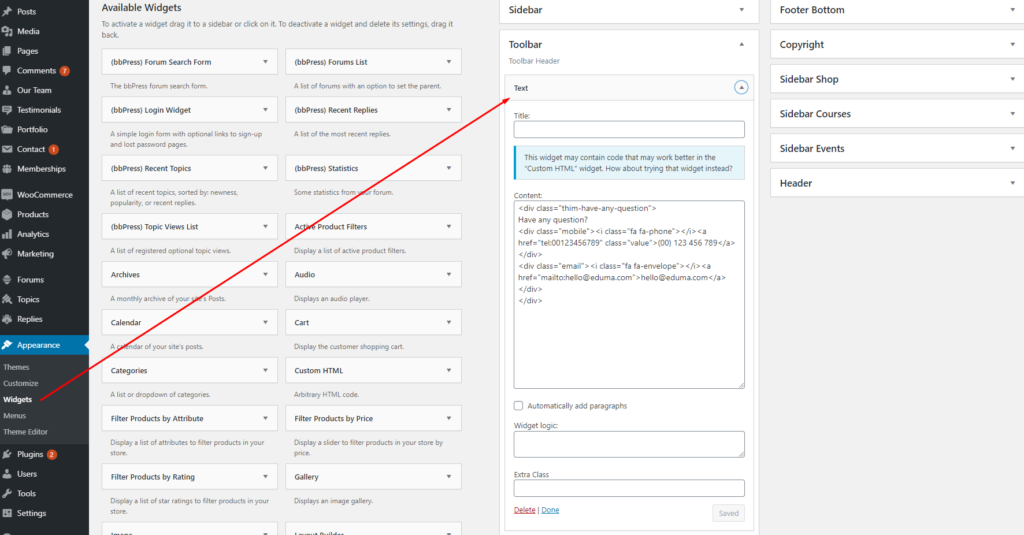 Posts
Media
Pages
Comments 7
Our Team
Testimonials
Portfolio
Contact 1
Memberships
WooCommerce
Products
Analytics
Marketing
Forums
Topics
Replies
Appearance
Themes
Customize
Widgets
Menus
Theme Editor
Plugins 2
Users
Tools
Settings
Available Widgets
To activate a widget drag it to a sidebar or click on it. To deactivate a widget and delete its settings, drag it
back.
(bbPress) Forum Search Form
The bbPress forum search form.
(bbPress) Forums List
A list of forums with an option to set the parent.
(bbPress) Login Widget
A simple login form with optional links to sign-up
and lost password pages.
(bbPress) Recent Replies
A list of the most recent replies.
(bbPress) Recent Topics
A list of recent topics, sorted by: newness,
popularity, or recent replies.
(bbPress) Statistics
Some statistics from your forum.
(bbPress) Topic Views List
A list of registered optional topic views.
Active Product Filters
Display a list of active product filters.
Archives
A monthly archive of your site's Posts.
Audio
Displays an audio player.
Calendar
A calendar of your site's posts.
Cart
Display the customer shopping cart.
Categories
A list or dropdown of categories.
Custom HTML
Arbitrary HTML code.
Filter Products by Attribute
Display a list of attributes to filter products in your
store.
Filter Products by Price
Display a slider to filter products in your store by
price.
Filter Products by Rating
Display a list of star ratings to filter products in your
store.
Gallery
Displays an image gallery.
Image
Layout Builder
Sidebar
Toolbar
Toolbar Header
Text
Title:
This widget may contain code that may work better in the
"Custom HTML" widget. How about trying that widget instead?
Content:
<div class="thim-have-any-question">
Have any question?
<div class="mobile"><i class="fa fa-phone"></i><a
href="tel:00123456789" class="value">(00) 123 456 789</a>
</div>
<div class="email"><i class="fa fa-envelope"></i><a
href="mailto:hello@eduma.com">hello@eduma.com</a>
</div>
</div>
Automatically add paragraphs
Widget logic:
Extra Class
Delete | Done
Saved
Footer Bottom
Copyright
Sidebar Shop
Sidebar Courses
Sidebar Events
Header